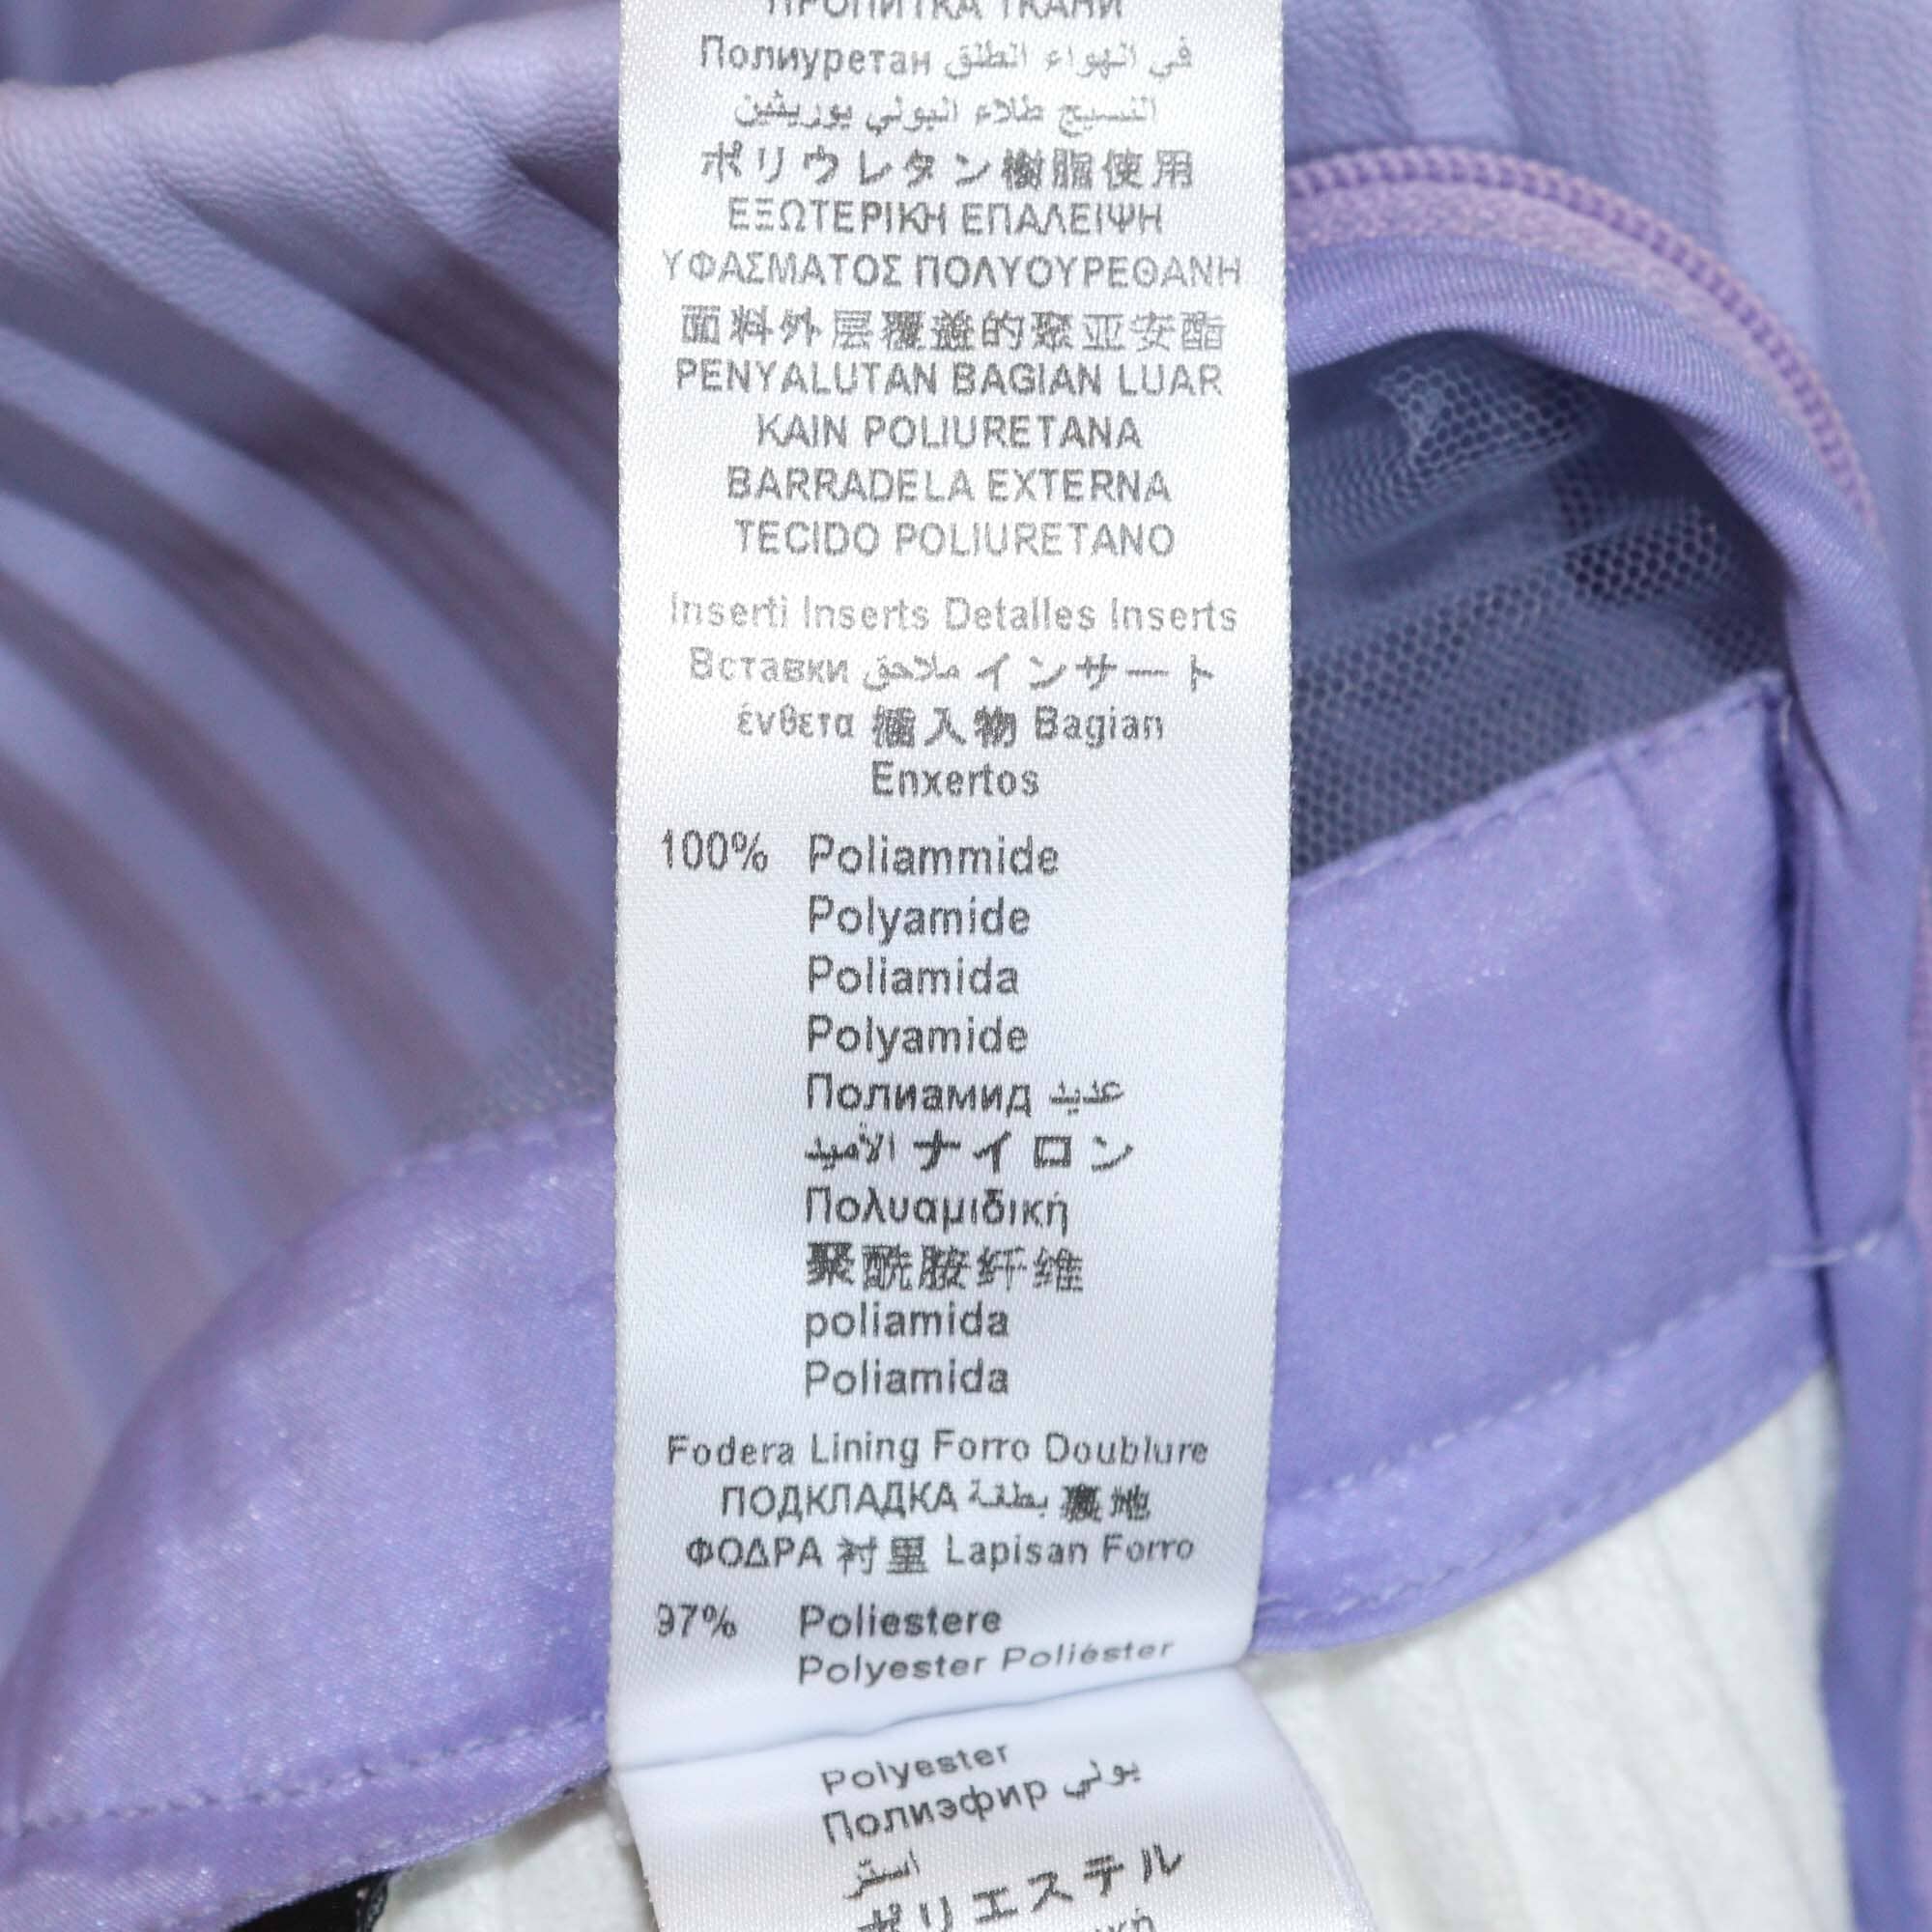 ПРОПИТКА ТКАНИ
Полиуретан في الهواء الطلق
النسيج طلاء البولي يوريثين
ポリウレタン樹脂使用
ΕΞΩΤΕΡΙΚΗ ΕΠΑΛΕΙΨΗ
ΥΦΑΣΜΑΤΟΣ ΠΟΛΥΟΥΡΕΘΑΝΗ
面料外层覆盖的聚亚安酯
PENYALUTAN BAGIAN LUAR
KAIN POLIURETANA
BARRADELA EXTERNA
TECIDO POLIURETANO
Inserti Inserts Detalles Inserts
Вставки ملاحق インサート
ένθετα 插入物 Bagian
Enxertos
100% Poliammide
Polyamide
Poliamida
Polyamide
Полиамид عديد
الأميد ナイロン
Πολυαμιδική
聚酰胺纤维
poliamida
Poliamida
Fodera Lining Forro Doublure
ПОДКЛАДКА بطانة 裏地
ΦΟΔΡΑ 衬里 Lapisan Forro
97% Poliestere
Polyester Poliéster
Polyester
Полиэфир بولي
استر
ポリエステル